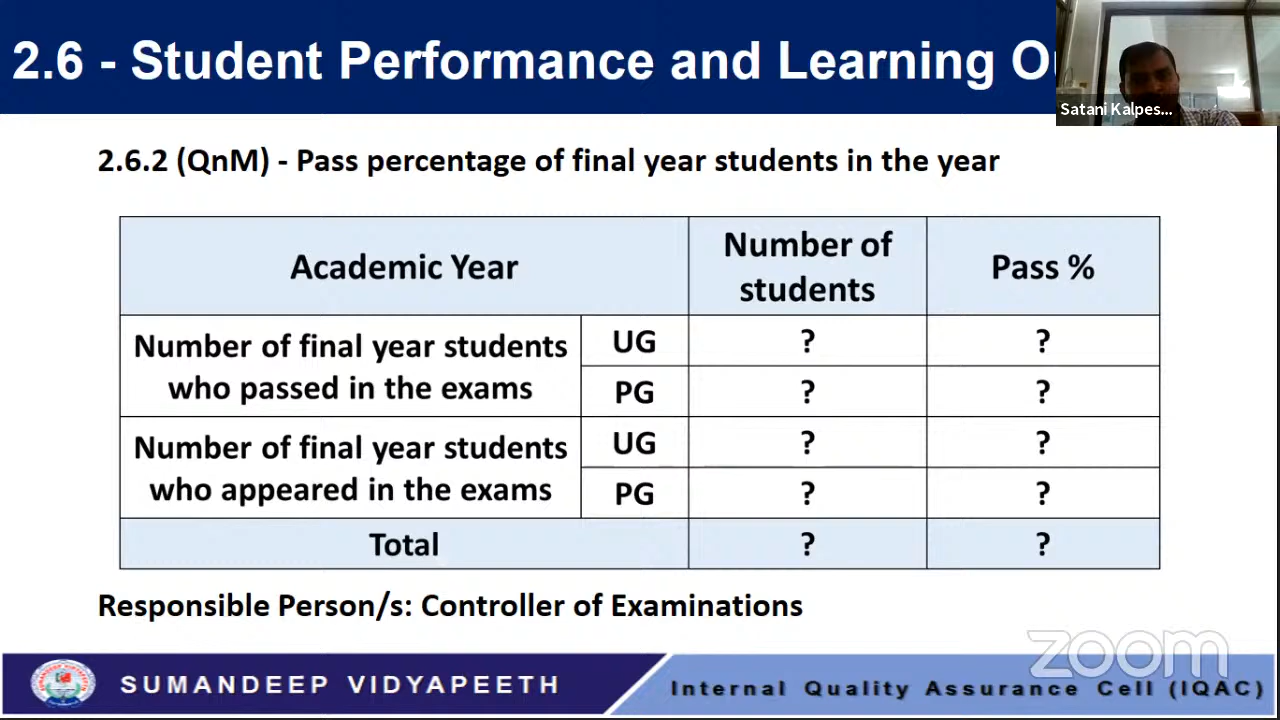 2.6 - Student Performance and Learning
Satani Kalpes...
2.6.2 (QnM) - Pass percentage of final year students in the year
Academic Year
Number of
students
Pass %
Number of final year students
who passed in the exams
UG
?
?
PG
?
?
Number of final year students
who appeared in the exams
UG
?
?
PG
?
?
Total
?
?
Responsible Person/s: Controller of Examinations
zoom
SUMANDEEP VIDYAPEETH
Internal Quality Assurance Cell (IQAC)